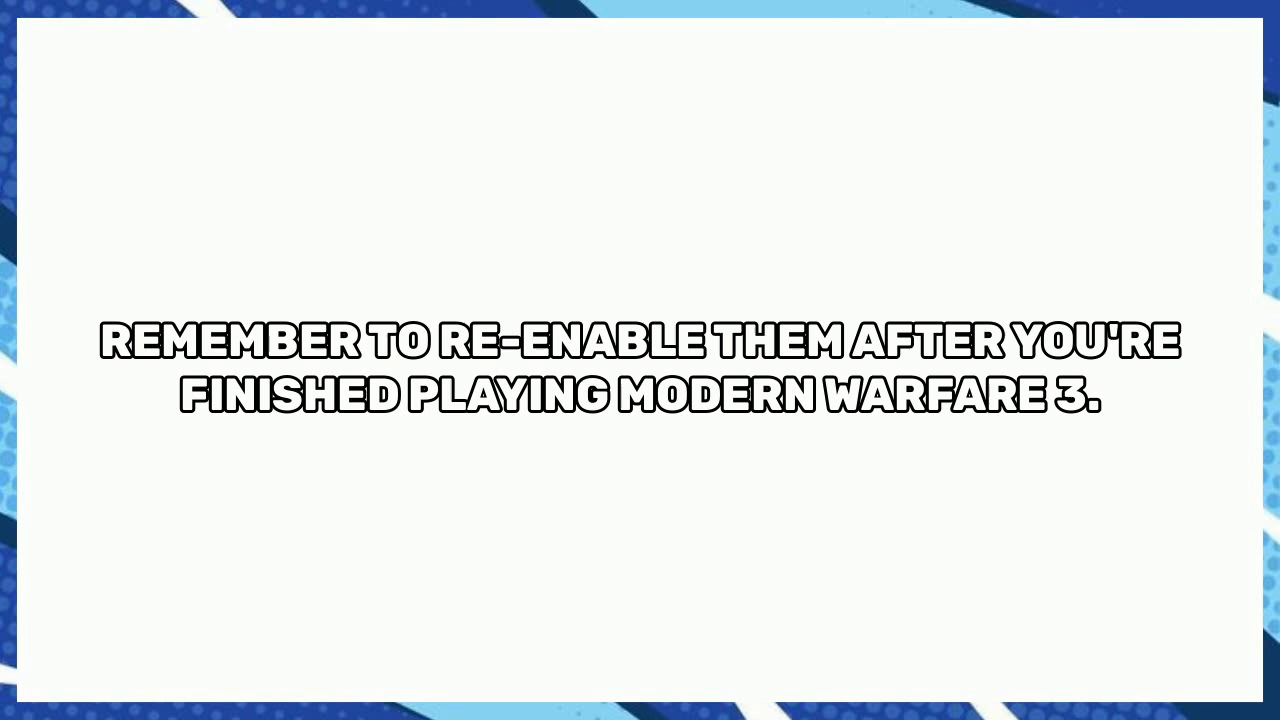 REMEMBER TO RE-ENABLE THEM AFTER YOU'RE
FINISHED PLAYING MODERN WARFARE 3.